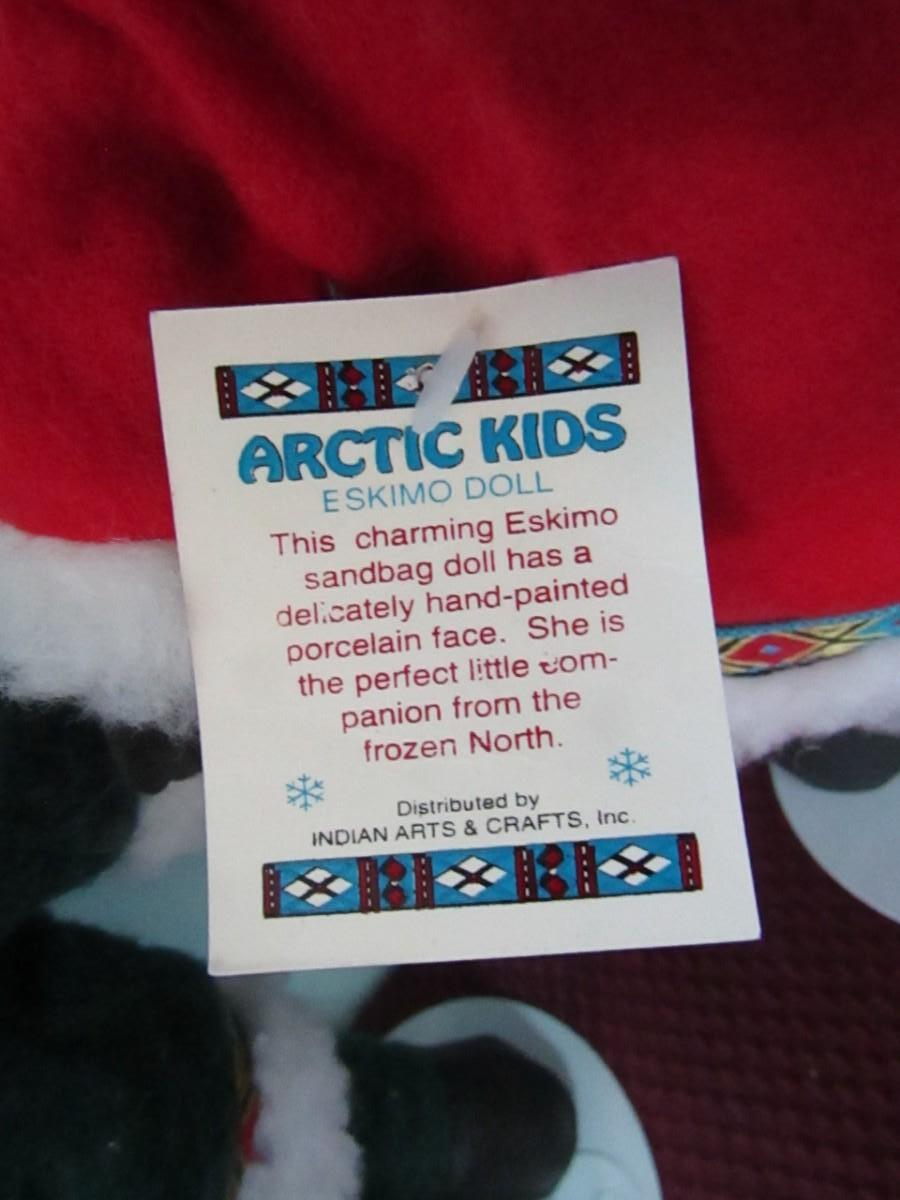 ARCTIC KIDS
ESKIMO DOLL
This charming Eskimo
sandbag doll has a
delicately hand-painted
porcelain face. She is
the perfect little com-
panion from the
frozen North.
Distributed by
INDIAN ARTS & CRAFTS, Inc.